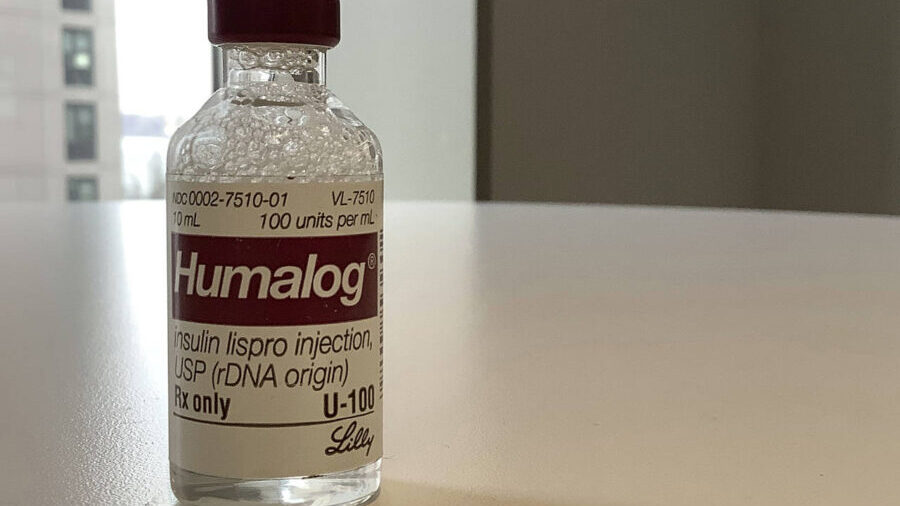 NDC 0002-7510-01 VL-7510
10 mL 100 units per mL
Humalog®
insulin lispro injection,
USP (rDNA origin)
Rx only U-100
Lilly